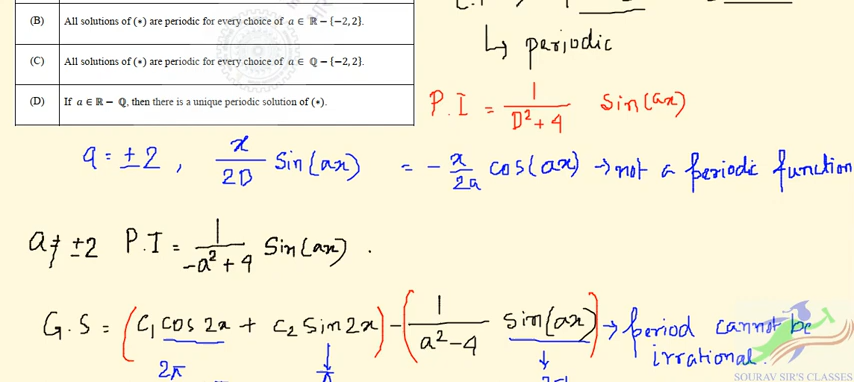 (B) All solutions of (*) are periodic for every choice of a ∈ ℝ − {−2, 2}.
(C) All solutions of (*) are periodic for every choice of a ∈ ℚ − {−2, 2}.
(D) If a ∈ ℝ − ℚ, then there is a unique periodic solution of (*).
↳ periodic
P.I = 1/(D²+4) Sin(ax)
a = ±2, x/2D Sin(ax) = − x/2a cos(ax) → not a periodic function
a ≠ ±2 P.I = 1/(−a²+4) Sin(ax).
G.S = (C₁ cos 2x + C₂ Sin 2x) − (1/(a²−4) Sin(ax)) → period cannot be
irrational.
2π
SOURAV SIR'S CLASSES